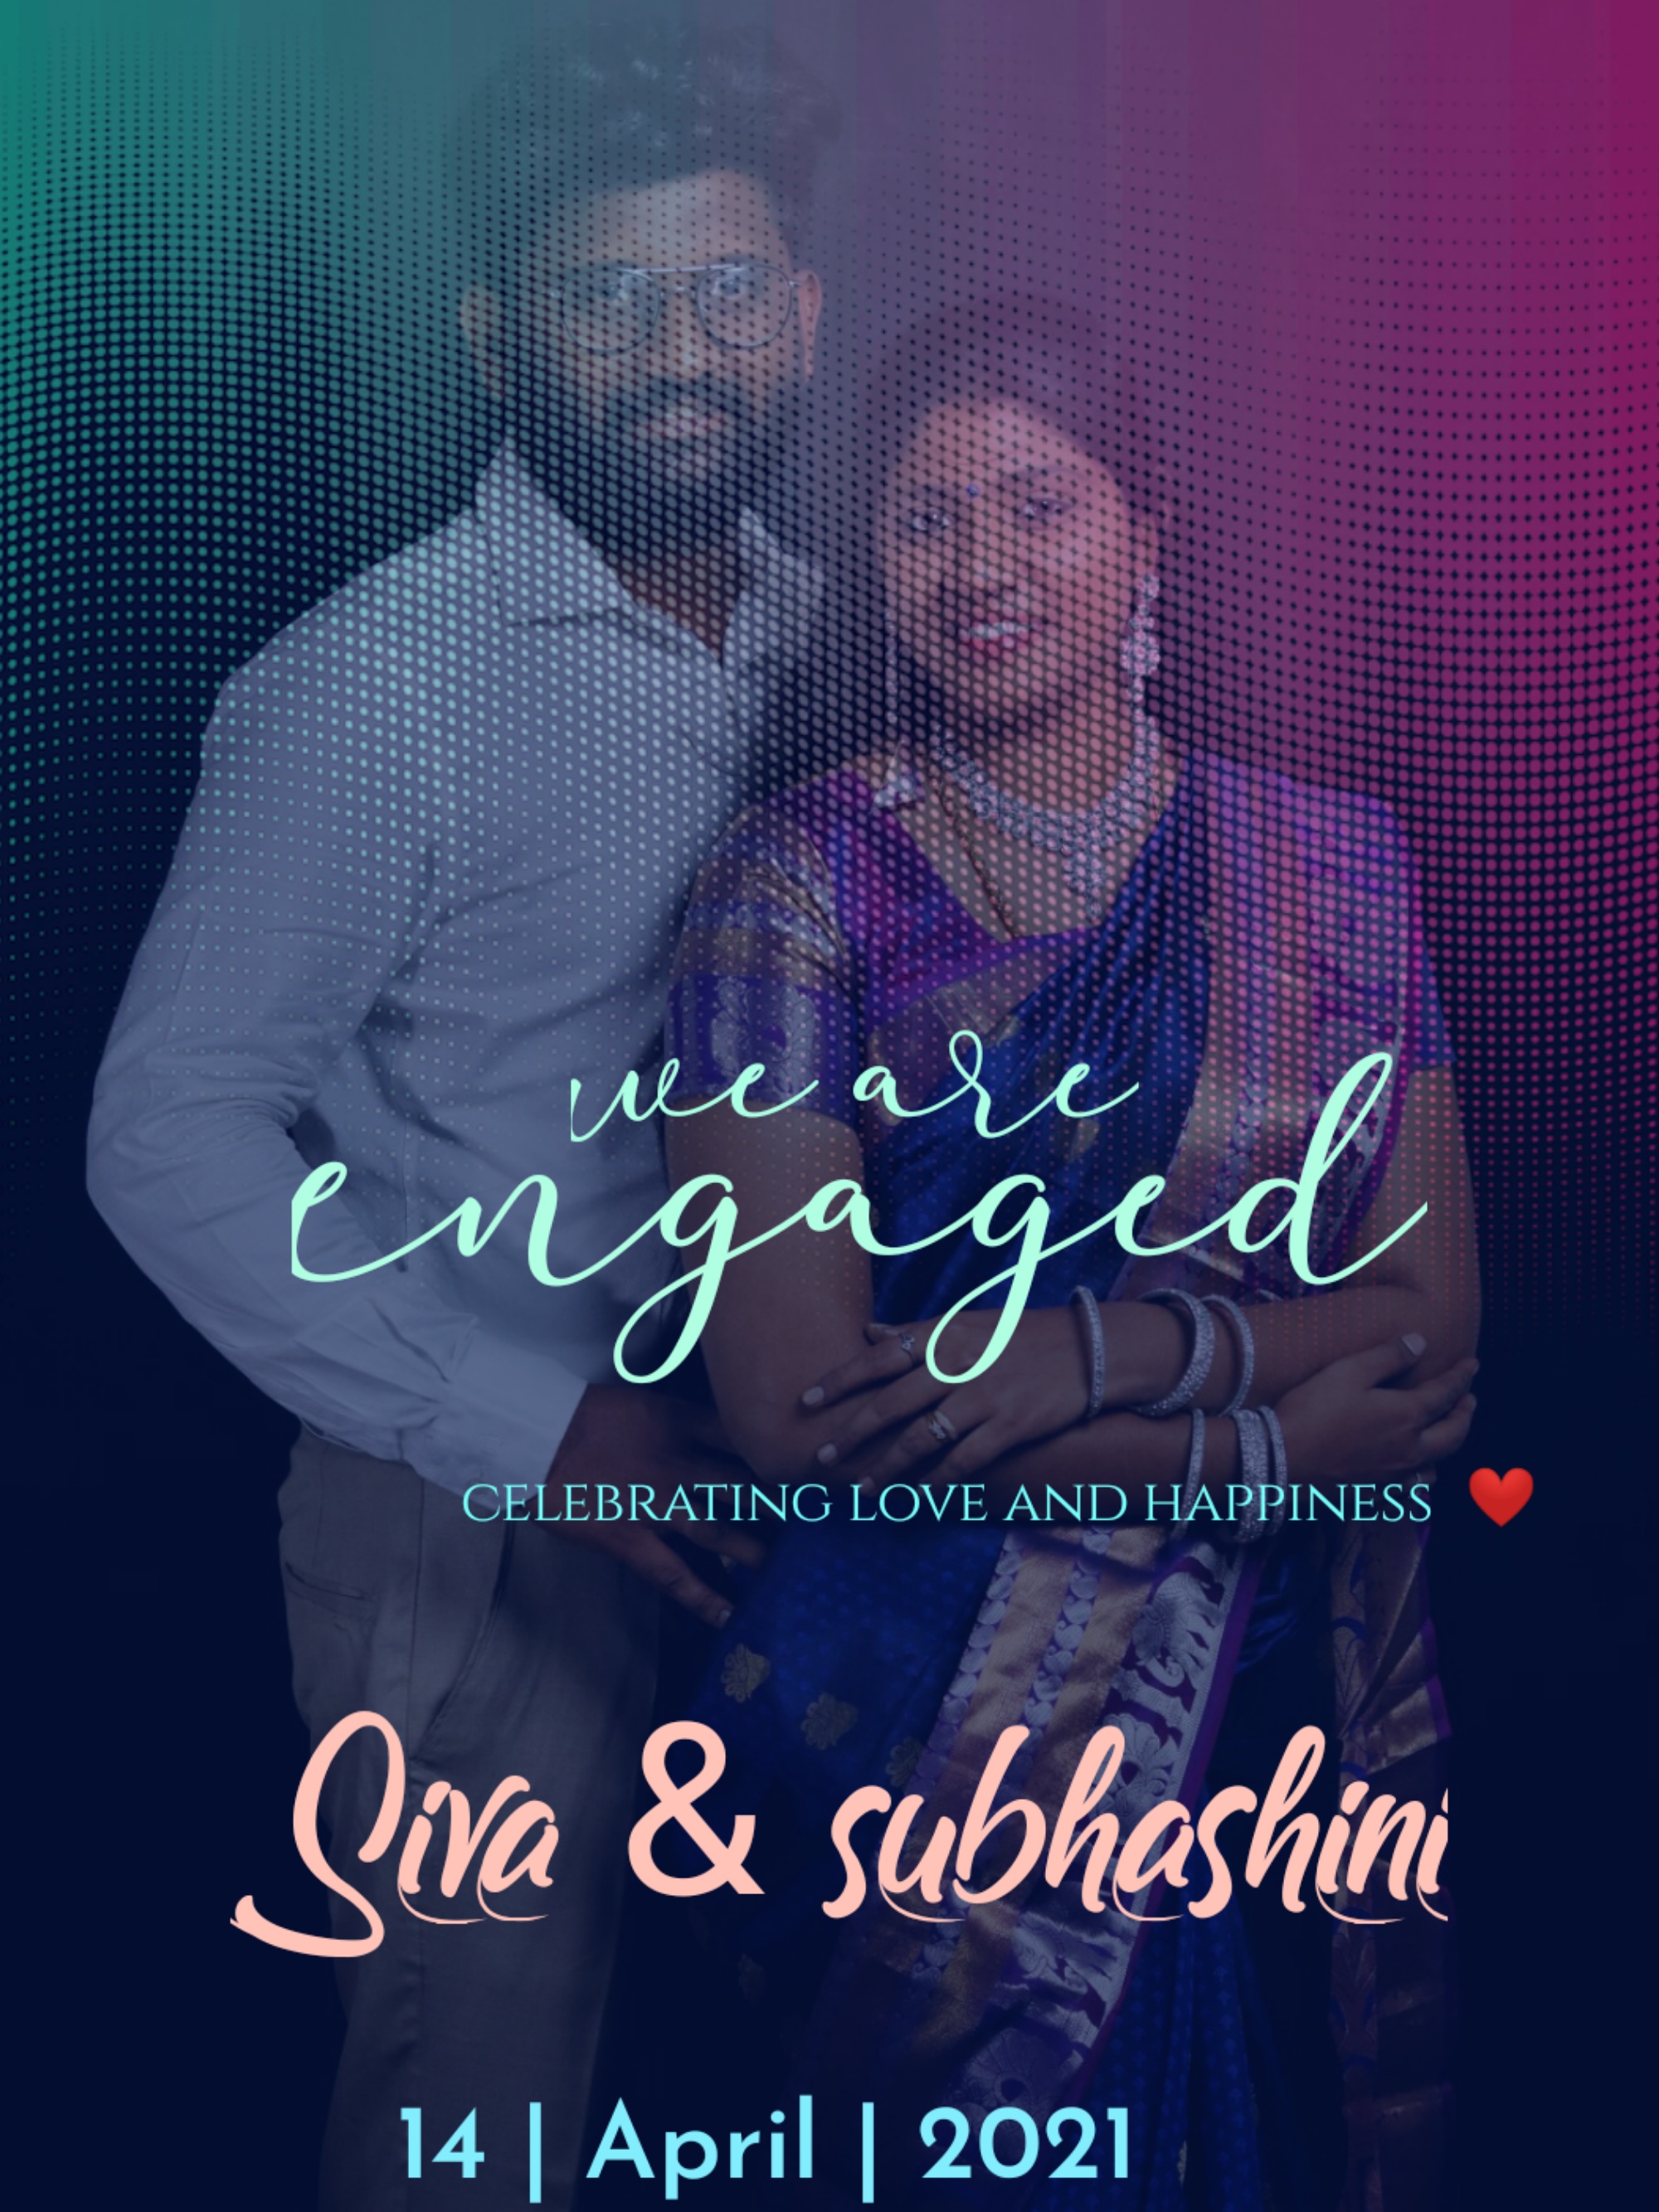 we are
engaged
CELEBRATING LOVE AND HAPPINESS ❤️
Siva & subhashini
14 | April | 2021